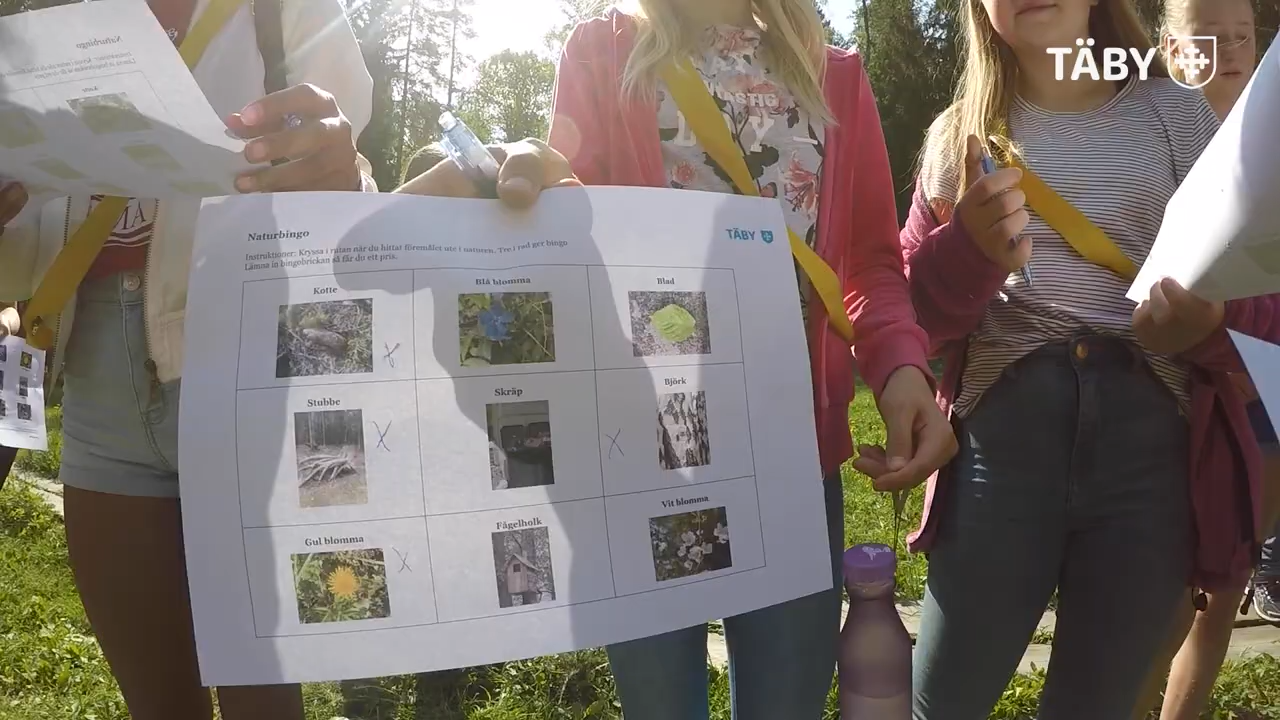 TÄBY
Naturbingo
Naturbingo
TÄBY
Instruktioner: Kryssa i rutan när du hittat föremålet ute i naturen. Tre i rad ger bingo
Lämna in bingobrickan så får du ett pris.
Kotte
Blå blomma
Blad
X
Stubbe
Skräp
Björk
X
X
Gul blomma
Fågelholk
Vit blomma
X